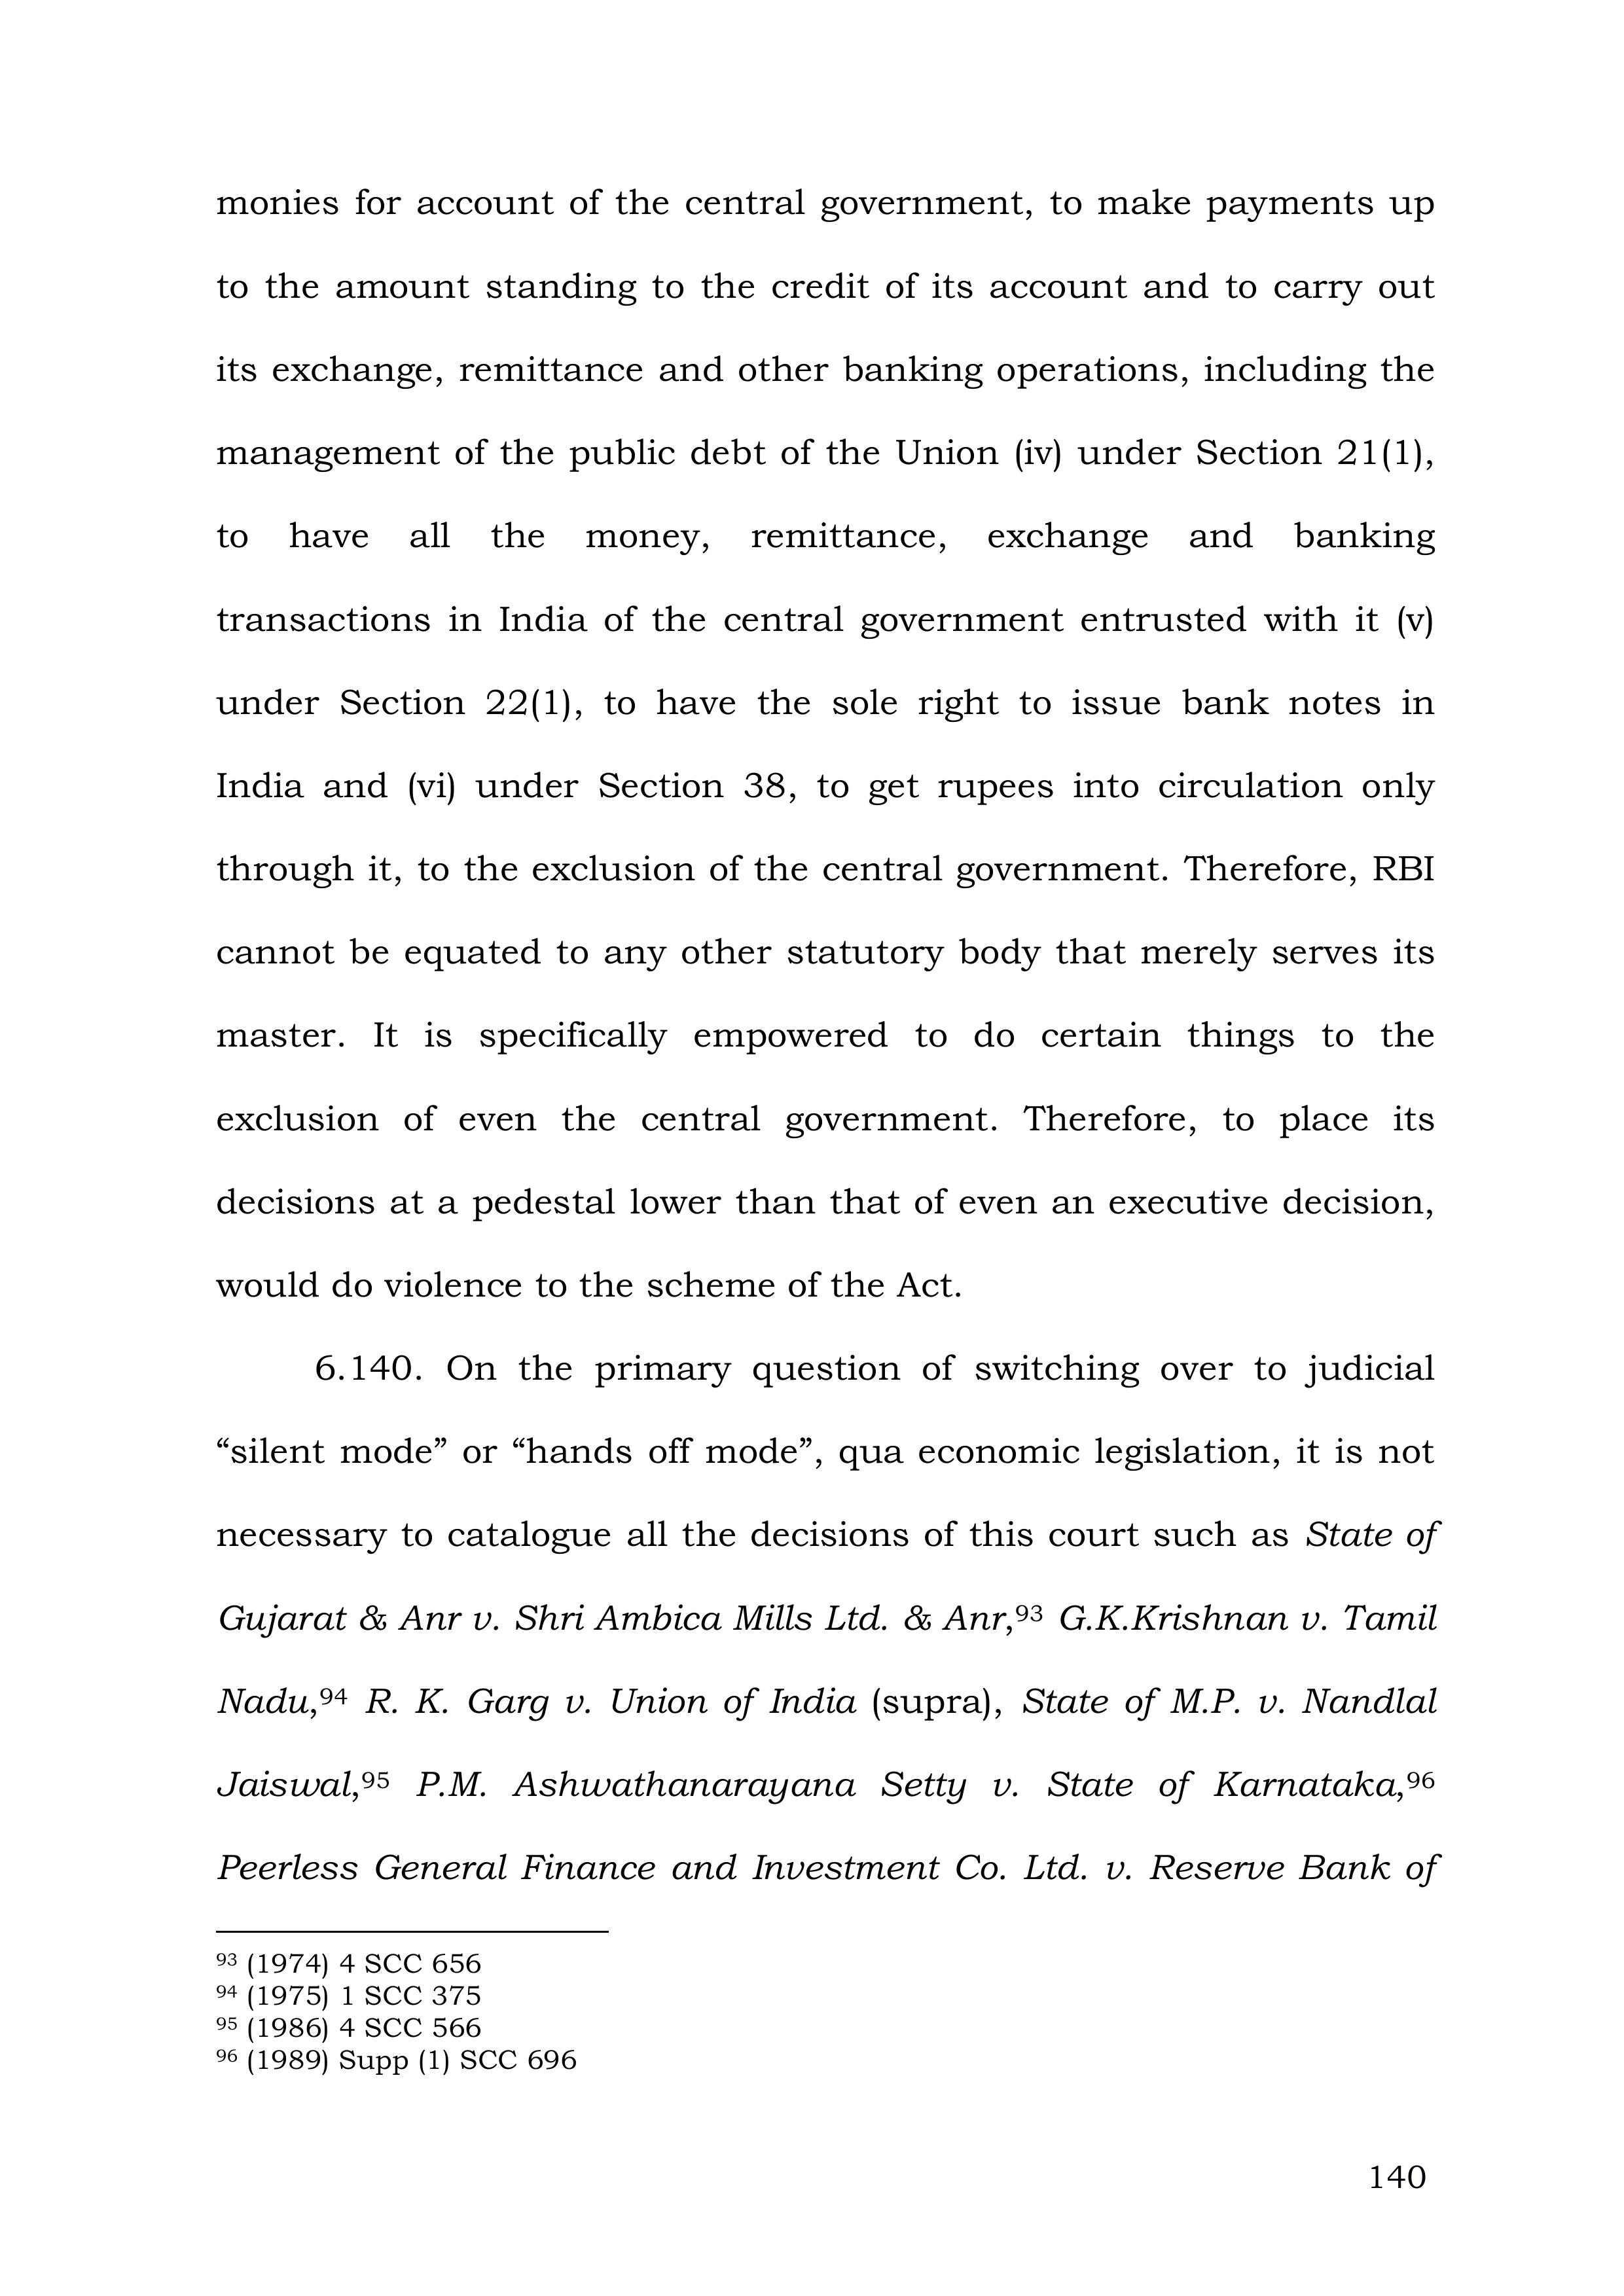 monies for account of the central government, to make payments up
to the amount standing to the credit of its account and to carry out
its exchange, remittance and other banking operations, including the
management of the public debt of the Union (iv) under Section 21(1),
to have all the money, remittance, exchange and banking
transactions in India of the central government entrusted with it (v)
under Section 22(1), to have the sole right to issue bank notes in
India and (vi) under Section 38, to get rupees into circulation only
through it, to the exclusion of the central government. Therefore, RBI
cannot be equated to any other statutory body that merely serves its
master. It is specifically empowered to do certain things to the
exclusion of even the central government. Therefore, to place its
decisions at a pedestal lower than that of even an executive decision,
would do violence to the scheme of the Act.
6.140. On the primary question of switching over to judicial
“silent mode” or “hands off mode”, qua economic legislation, it is not
necessary to catalogue all the decisions of this court such as State of
Gujarat & Anr v. Shri Ambica Mills Ltd. & Anr,93 G.K.Krishnan v. Tamil
Nadu,94 R. K. Garg v. Union of India (supra), State of M.P. v. Nandlal
Jaiswal,95 P.M. Ashwathanarayana Setty v. State of Karnataka,96
Peerless General Finance and Investment Co. Ltd. v. Reserve Bank of
93 (1974) 4 SCC 656
94 (1975) 1 SCC 375
95 (1986) 4 SCC 566
96 (1989) Supp (1) SCC 696
140